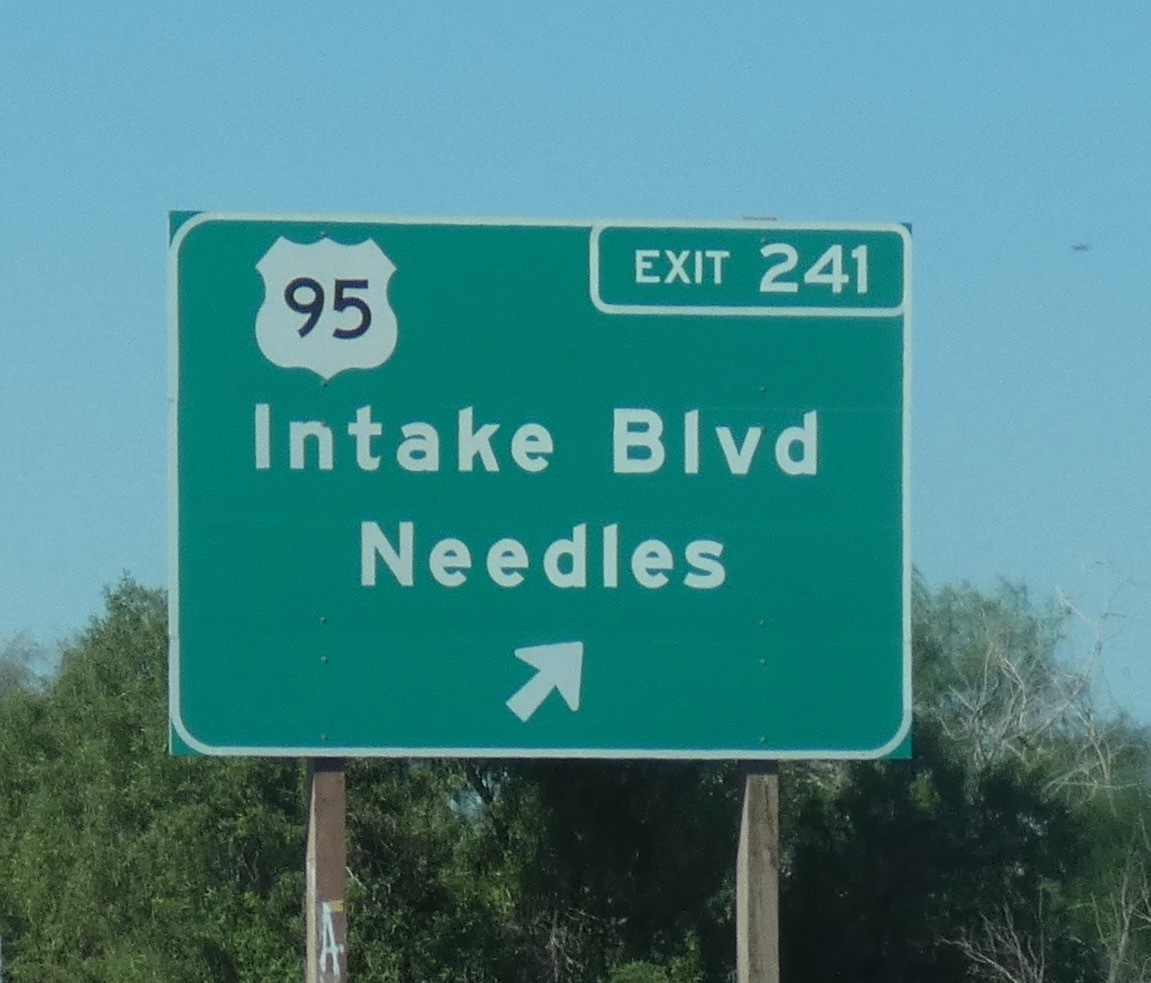 95
EXIT 241
Intake Blvd
Needles
A.